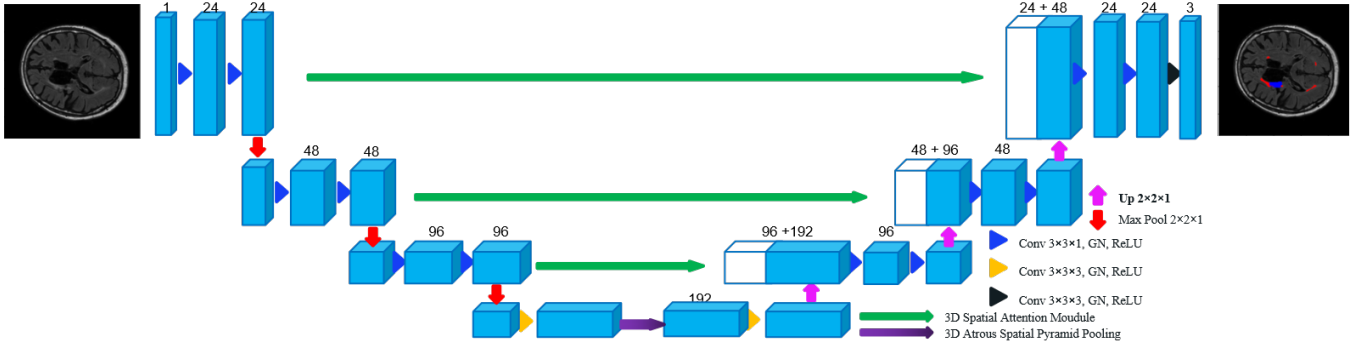 1
24
24
24 + 48
24
24
3
48
48
48 + 96
48
Up 2×2×1
Max Pool 2×2×1
96
96
96 +192
96
Conv 3×3×1, GN, ReLU
Conv 3×3×3, GN, ReLU
192
Conv 3×3×3, GN, ReLU
3D Spatial Attention Moudule
3D Atrous Spatial Pyramid Pooling